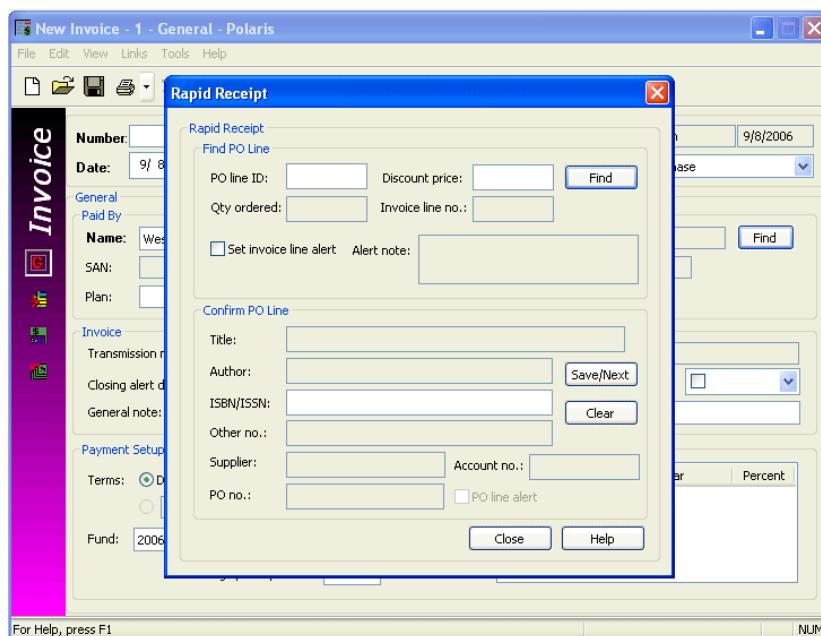 New Invoice - 1 - General - Polaris
File Edit View Links Tools Help
Invoice
Number:
9/8/2006
Date: 9/ 8
General
Paid By
Name: Wes
Find
SAN:
Plan:
Invoice
Transmission
Closing alert d
General note:
Payment Setup
Terms:
Percent
Fund: 2006
Rapid Receipt
Rapid Receipt
Find PO Line
PO line ID: Discount price: Find
Qty ordered: Invoice line no.:
Set invoice line alert Alert note:
Confirm PO Line
Title:
Author: Save/Next
ISBN/ISSN:
Clear
Other no.:
Supplier: Account no.:
PO no.: PO line alert
Close Help
For Help, press F1 NUM